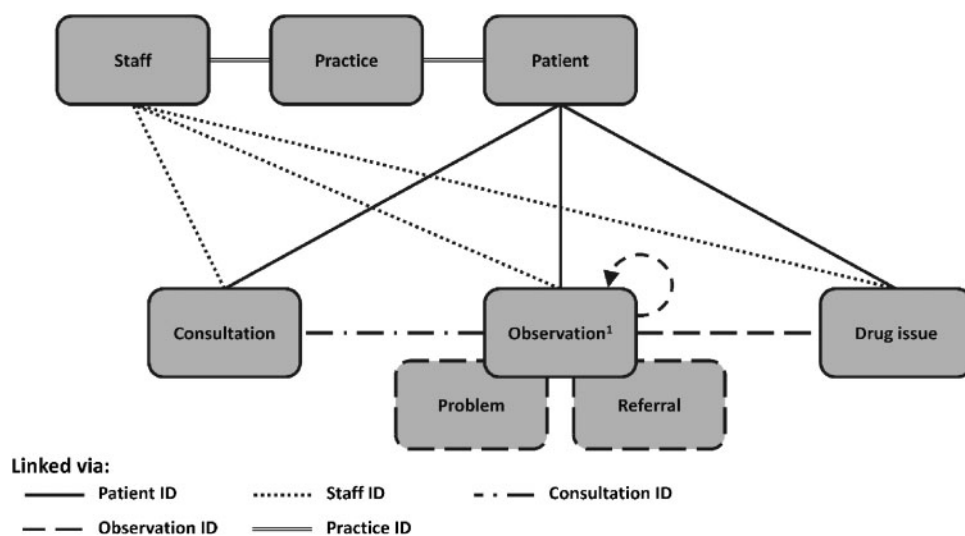 Staff
Practice
Patient
Consultation
Observation¹
Drug issue
Problem
Referral
Linked via:
Patient ID
Staff ID
Consultation ID
Observation ID
Practice ID